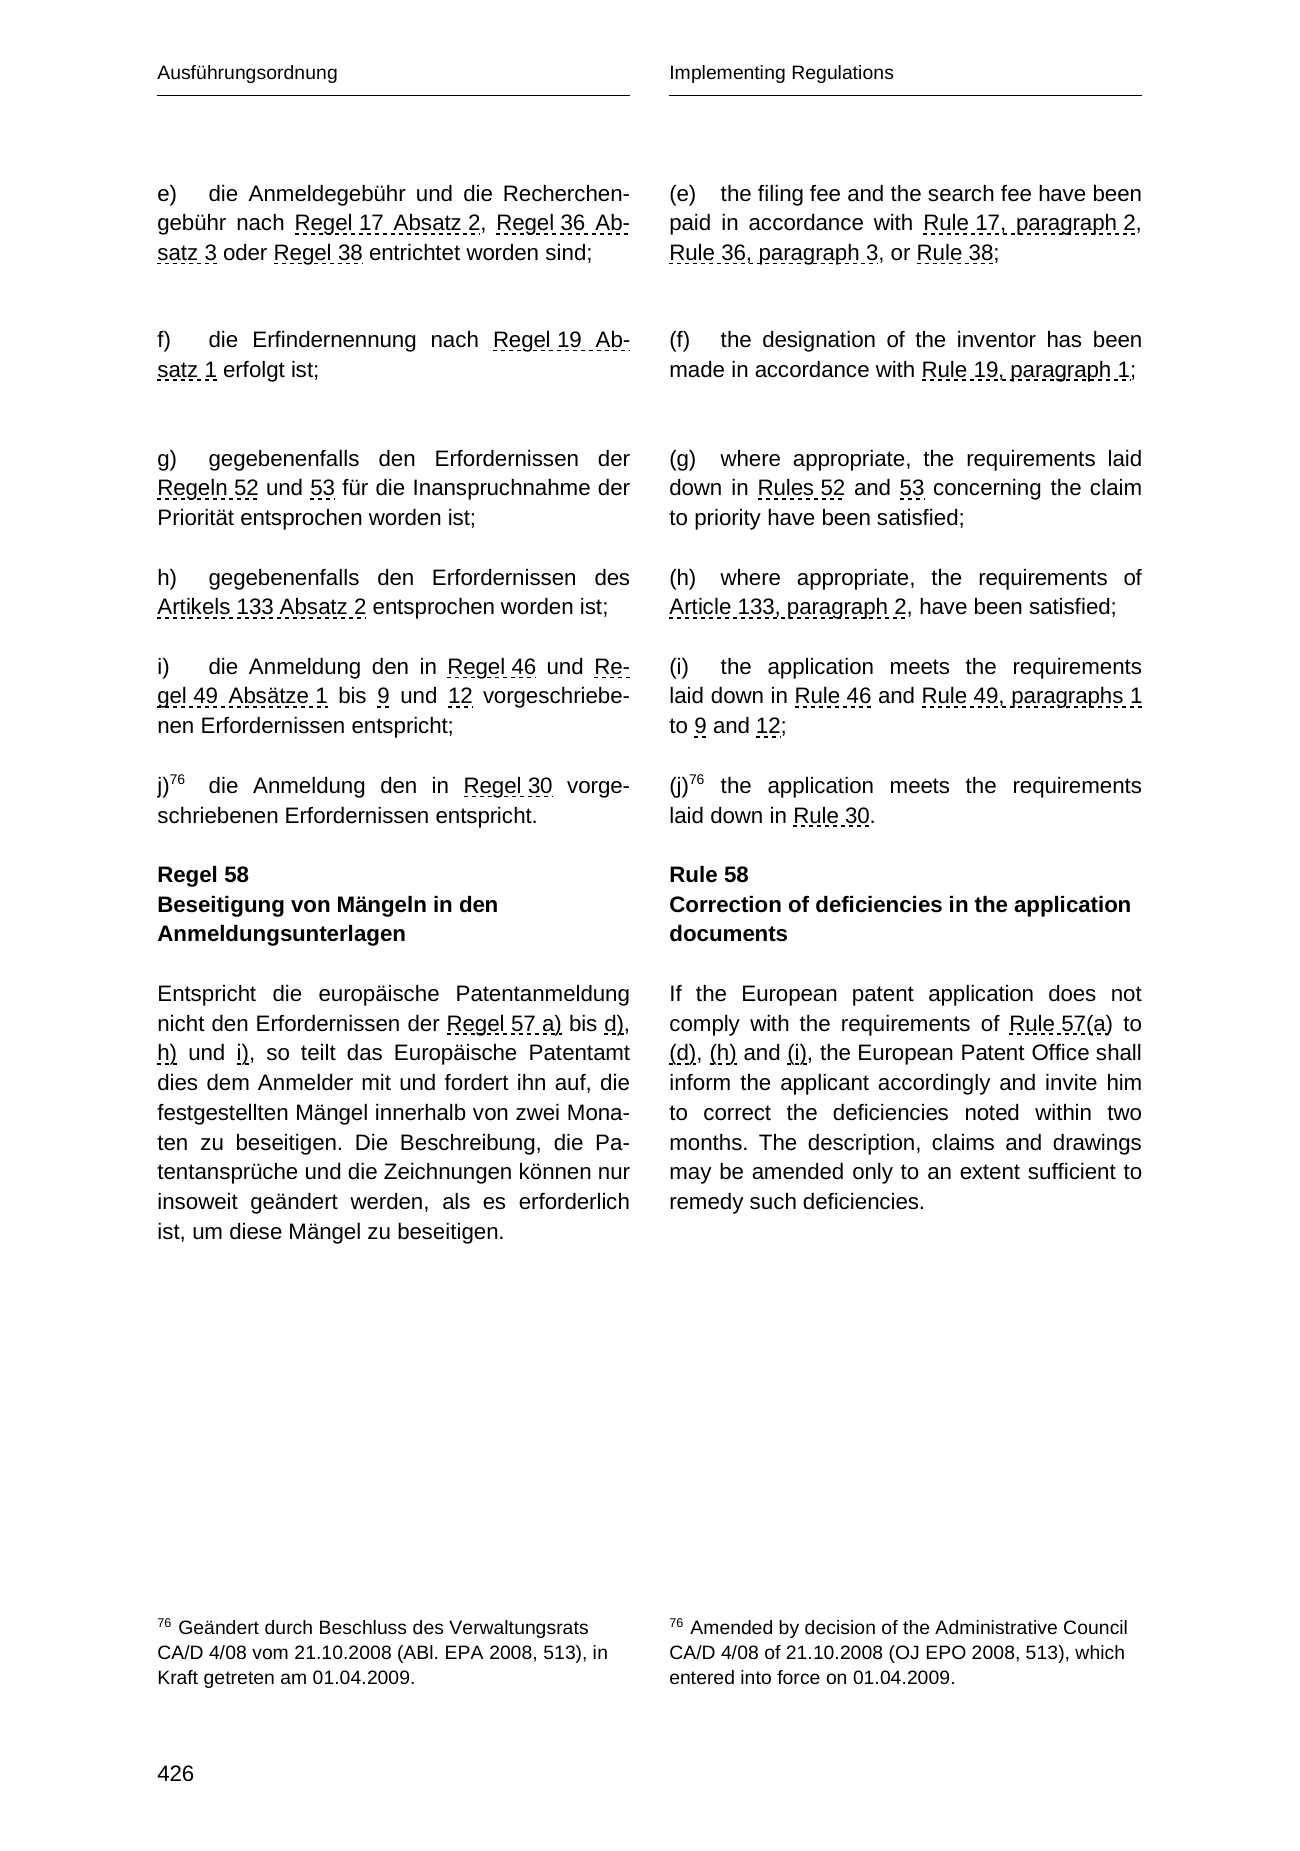 Ausführungsordnung
e) die Anmeldegebühr und die Recherchen-
gebühr nach Regel 17 Absatz 2, Regel 36 Ab-
satz 3 oder Regel 38 entrichtet worden sind;
f) die Erfindernennung nach Regel 19 Ab-
satz 1 erfolgt ist;
g) gegebenenfalls den Erfordernissen der
Regeln 52 und 53 für die Inanspruchnahme der
Priorität entsprochen worden ist;
h) gegebenenfalls den Erfordernissen des
Artikels 133 Absatz 2 entsprochen worden ist;
i) die Anmeldung den in Regel 46 und Re-
gel 49 Absätze 1 bis 9 und 12 vorgeschriebe-
nen Erfordernissen entspricht;
j)76 die Anmeldung den in Regel 30 vorge-
schriebenen Erfordernissen entspricht.
Regel 58
Beseitigung von Mängeln in den
Anmeldungsunterlagen
Entspricht die europäische Patentanmeldung
nicht den Erfordernissen der Regel 57 a) bis d),
h) und i), so teilt das Europäische Patentamt
dies dem Anmelder mit und fordert ihn auf, die
festgestellten Mängel innerhalb von zwei Mona-
ten zu beseitigen. Die Beschreibung, die Pa-
tentansprüche und die Zeichnungen können nur
insoweit geändert werden, als es erforderlich
ist, um diese Mängel zu beseitigen.
76 Geändert durch Beschluss des Verwaltungsrats
CA/D 4/08 vom 21.10.2008 (ABl. EPA 2008, 513), in
Kraft getreten am 01.04.2009.
Implementing Regulations
(e) the filing fee and the search fee have been
paid in accordance with Rule 17, paragraph 2,
Rule 36, paragraph 3, or Rule 38;
(f) the designation of the inventor has been
made in accordance with Rule 19, paragraph 1;
(g) where appropriate, the requirements laid
down in Rules 52 and 53 concerning the claim
to priority have been satisfied;
(h) where appropriate, the requirements of
Article 133, paragraph 2, have been satisfied;
(i) the application meets the requirements
laid down in Rule 46 and Rule 49, paragraphs 1
to 9 and 12;
(j)76 the application meets the requirements
laid down in Rule 30.
Rule 58
Correction of deficiencies in the application
documents
If the European patent application does not
comply with the requirements of Rule 57(a) to
(d), (h) and (i), the European Patent Office shall
inform the applicant accordingly and invite him
to correct the deficiencies noted within two
months. The description, claims and drawings
may be amended only to an extent sufficient to
remedy such deficiencies.
76 Amended by decision of the Administrative Council
CA/D 4/08 of 21.10.2008 (OJ EPO 2008, 513), which
entered into force on 01.04.2009.
426